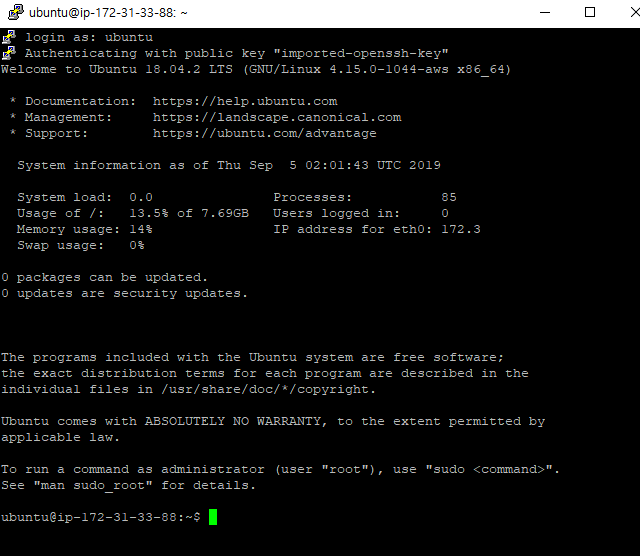 ubuntu@ip-172-31-33-88: ~
login as: ubuntu
Authenticating with public key "imported-openssh-key"
Welcome to Ubuntu 18.04.2 LTS (GNU/Linux 4.15.0-1044-aws x86_64)
* Documentation:  https://help.ubuntu.com
* Management:     https://landscape.canonical.com
* Support:        https://ubuntu.com/advantage
System information as of Thu Sep  5 02:01:43 UTC 2019
System load:  0.0               Processes:           85
Usage of /:   13.5% of 7.69GB   Users logged in:     0
Memory usage: 14%               IP address for eth0: 172.3
Swap usage:   0%
0 packages can be updated.
0 updates are security updates.
The programs included with the Ubuntu system are free software;
the exact distribution terms for each program are described in the
individual files in /usr/share/doc/*/copyright.
Ubuntu comes with ABSOLUTELY NO WARRANTY, to the extent permitted by
applicable law.
To run a command as administrator (user "root"), use "sudo <command>".
See "man sudo_root" for details.
ubuntu@ip-172-31-33-88:~$